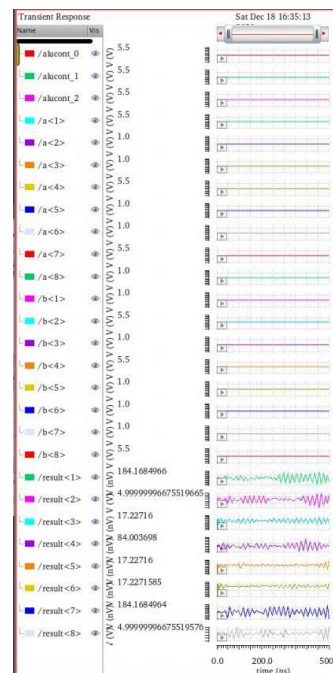 Transient Response
Sat Dec 18 16:35:13
Name Vis
/alucont_0 5.5
/alucont_1 5.5
/alucont_2 5.5
/a<1> 5.5
/a<2> 1.0
/a<3> 1.0
/a<4> 5.5
/a<5> 1.0
/a<6> 1.0
/a<7> 5.5
/a<8> 1.0
/b<1> 1.0
/b<2> 5.5
/b<3> 1.0
/b<4> 5.5
/b<5> 1.0
/b<6> 1.0
/b<7> 1.0
/b<8> 5.5
/result<1> 184.1684966
/result<2> 4.99999996675519665
/result<3> 17.22716
/result<4> 84.003698
/result<5> 17.22716
/result<6> 17.2271585
/result<7> 184.1684964
/result<8> 4.99999996675519576
0.0 200.0 500
time (ns)